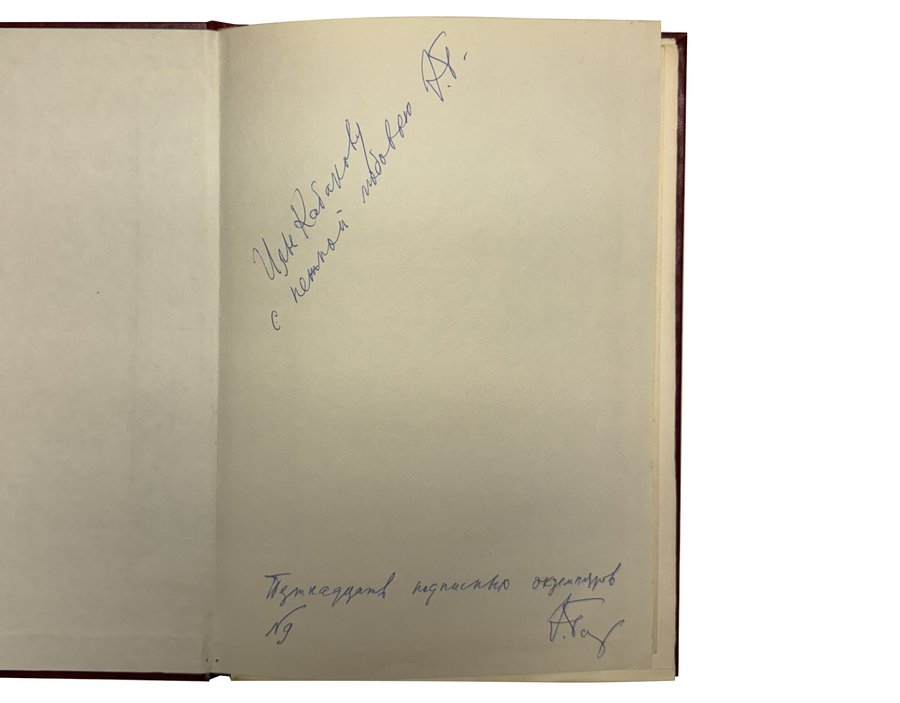 Илье Кабакову
с нежной любовью
Пятнадцать подписных экземпляров
№9